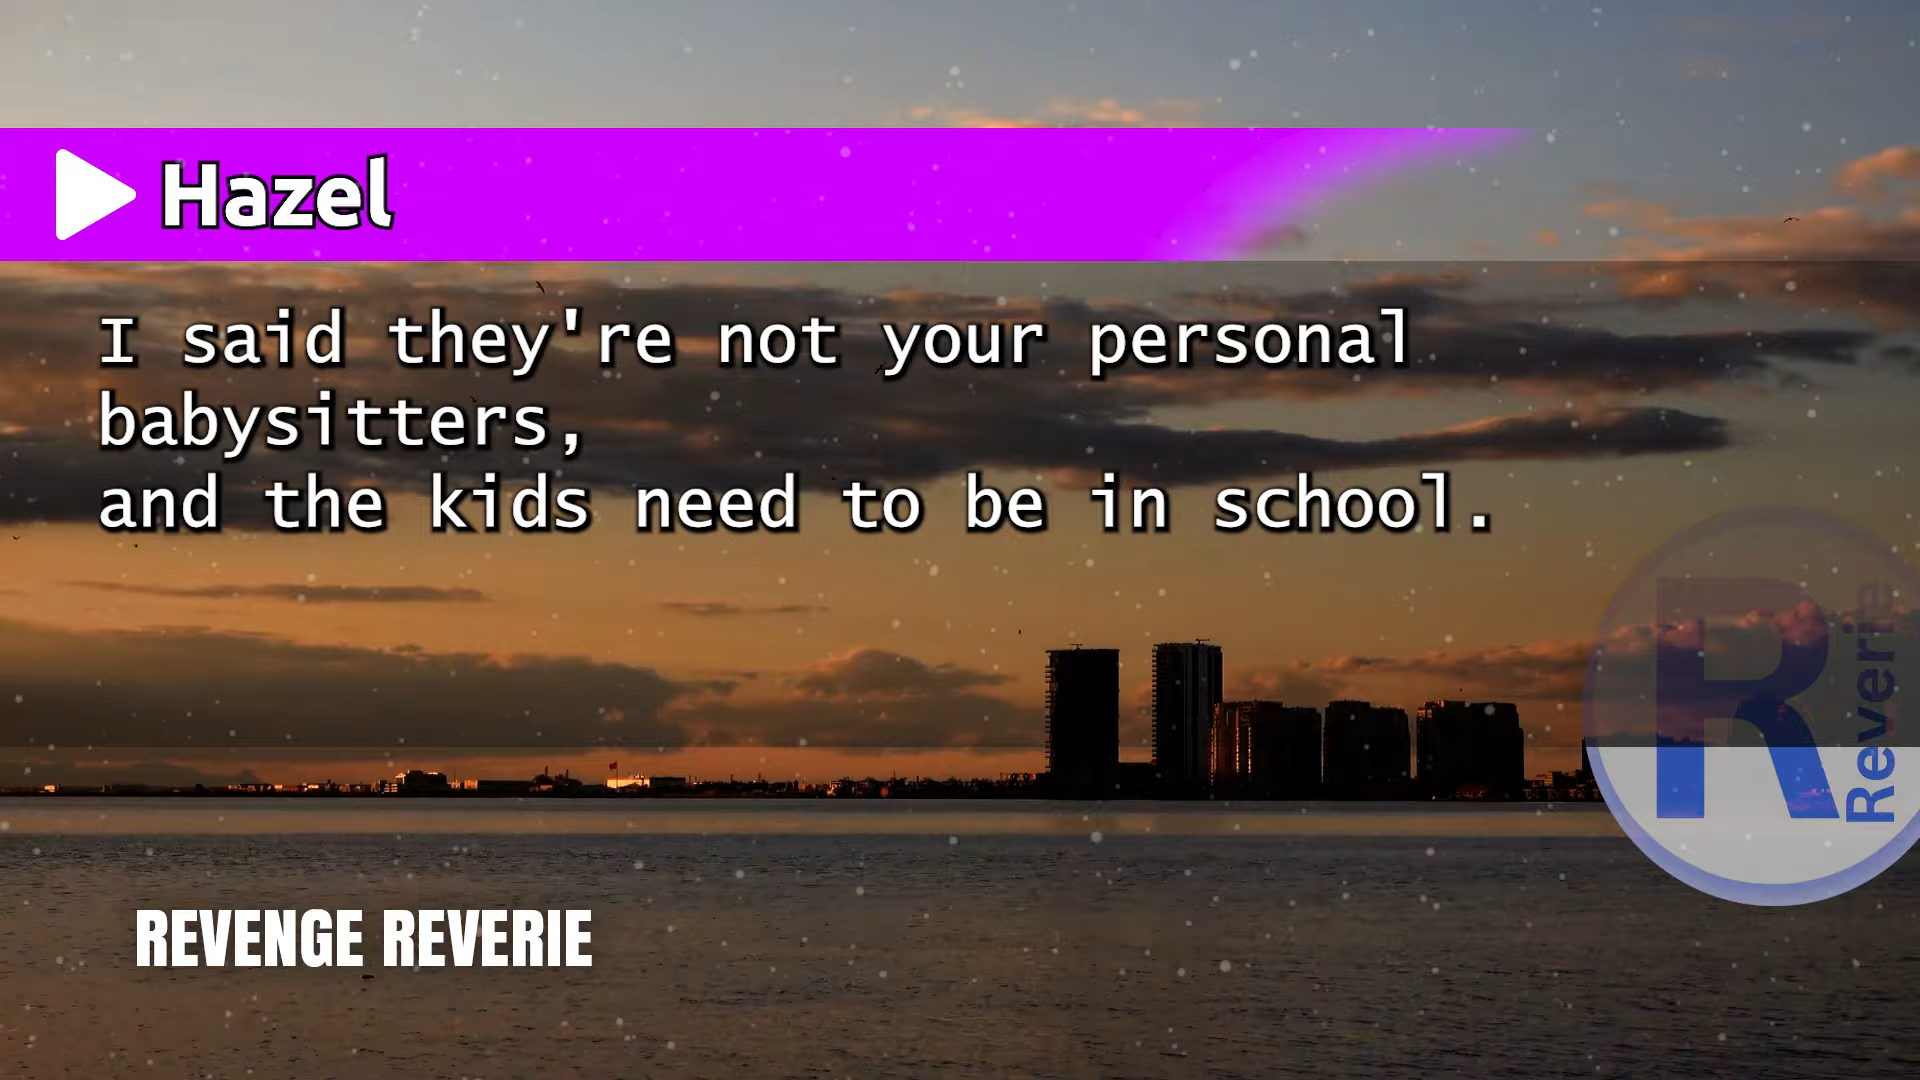 Hazel
I said they're not your personal
babysitters,
and the kids need to be in school.
R
Reverie
REVENGE REVERIE